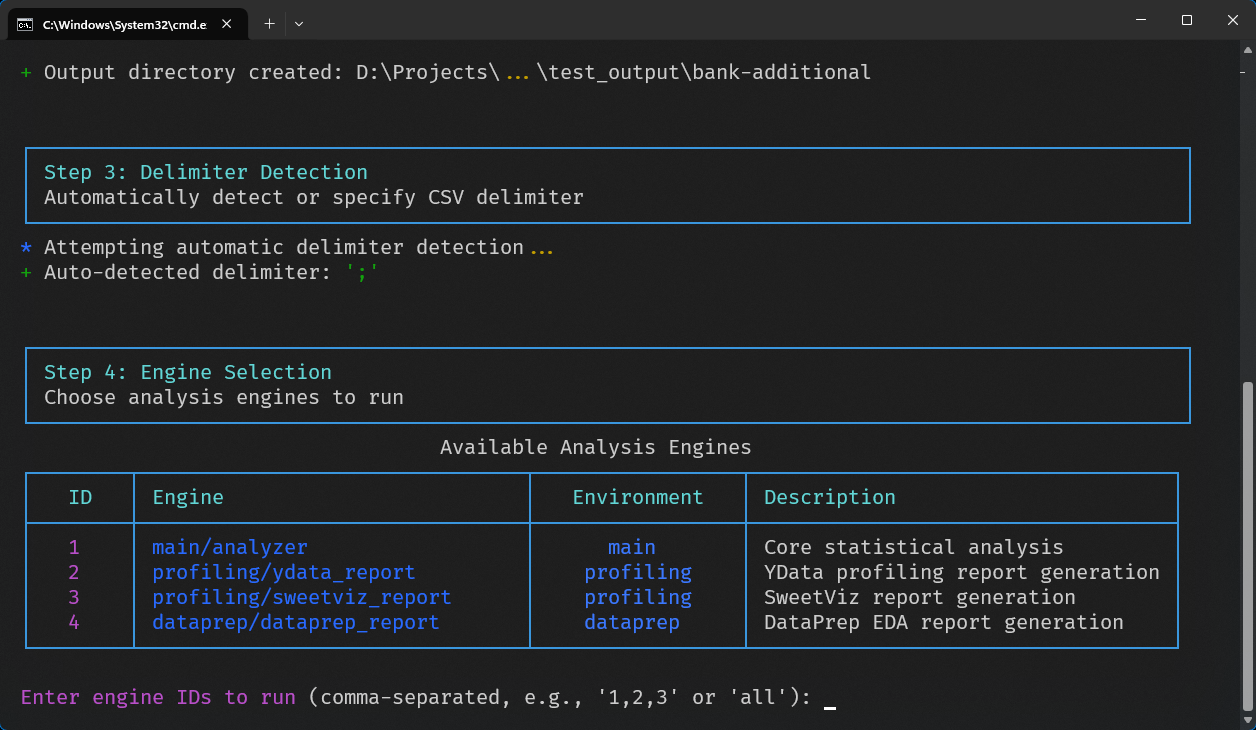 C:\Windows\System32\cmd.e
+ Output directory created: D:\Projects\...\test_output\bank-additional
Step 3: Delimiter Detection
Automatically detect or specify CSV delimiter
* Attempting automatic delimiter detection...
+ Auto-detected delimiter: ';'
Step 4: Engine Selection
Choose analysis engines to run
Available Analysis Engines
ID Engine Environment Description
1 main/analyzer main Core statistical analysis
2 profiling/ydata_report profiling YData profiling report generation
3 profiling/sweetviz_report profiling SweetViz report generation
4 dataprep/dataprep_report dataprep DataPrep EDA report generation
Enter engine IDs to run (comma-separated, e.g., '1,2,3' or 'all'): _